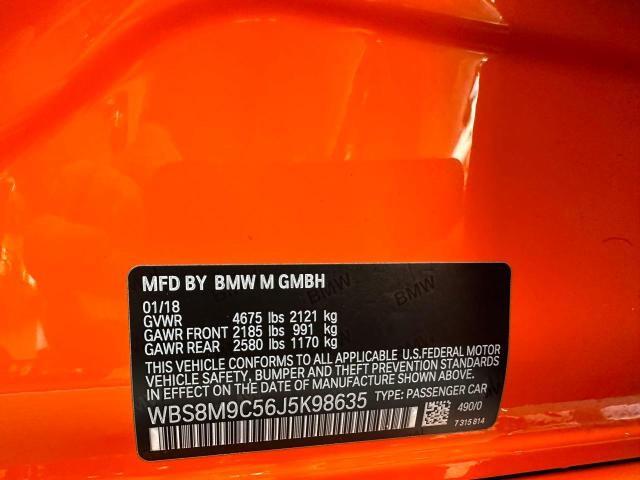 MFD BY BMW M GMBH
01/18
GVWR 4675 lbs 2121 kg
GAWR FRONT 2185 lbs 991 kg
GAWR REAR 2580 lbs 1170 kg
THIS VEHICLE CONFORMS TO ALL APPLICABLE U.S.FEDERAL MOTOR
VEHICLE SAFETY, BUMPER, AND THEFT PREVENTION STANDARDS
IN EFFECT ON THE DATE OF MANUFACTURE SHOWN ABOVE.
WBS8M9C56J5K98635 TYPE: PASSENGER CAR
490/0
7 315 814
BMW